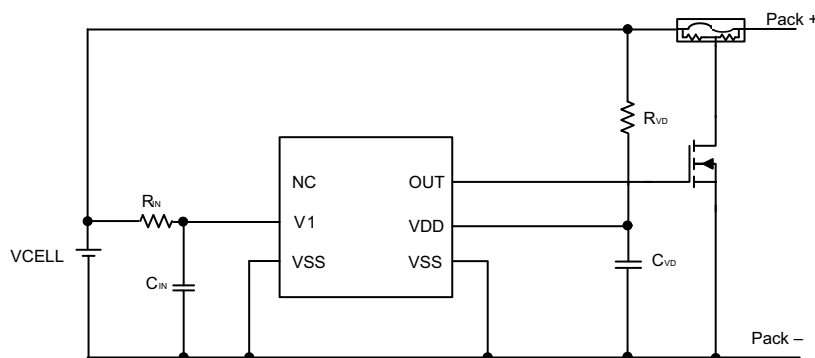 Pack +
RVD
NC
OUT
RIN
V1
VDD
VCELL
VSS
VSS
CVD
CIN
Pack –